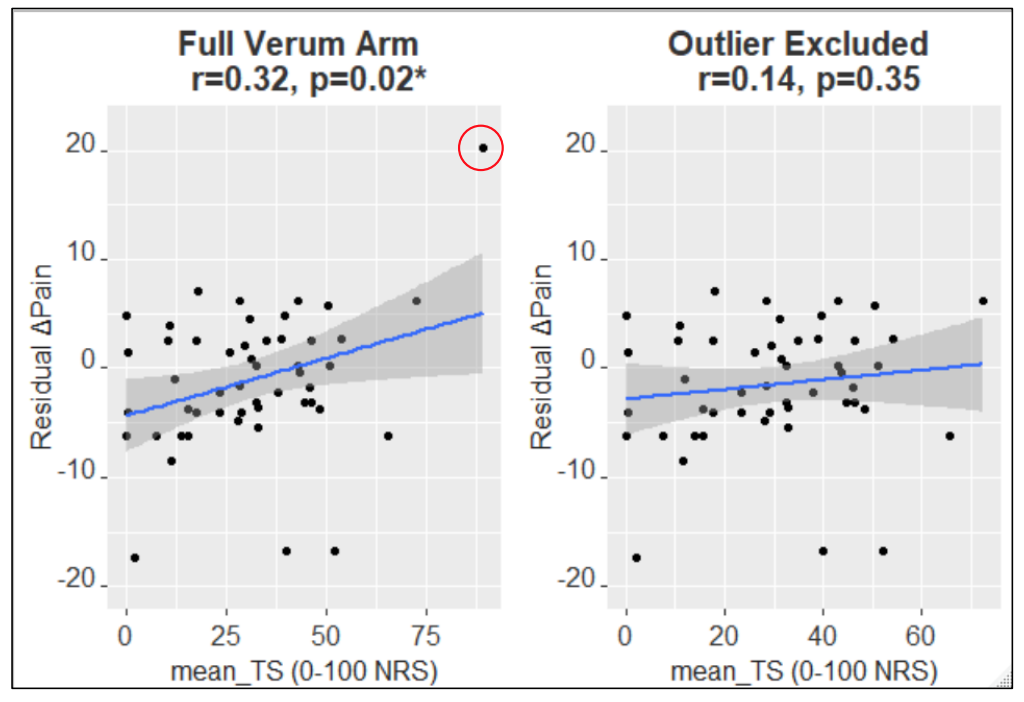 Full Verum Arm
r=0.32, p=0.02*
Residual ΔPain
20
10
0
-10
-20
0 25 50 75
mean_TS (0-100 NRS)
Outlier Excluded
r=0.14, p=0.35
Residual ΔPain
20
10
0
-10
-20
0 20 40 60
mean_TS (0-100 NRS)